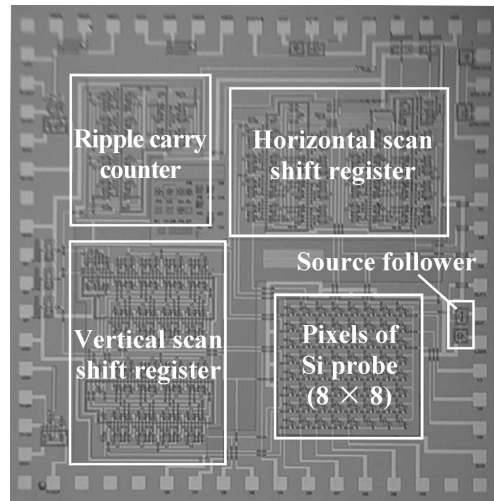 Ripple carry
counter
Horizontal scan
shift register
Source follower
Vertical scan
shift register
Pixels of
Si probe
(8 × 8)